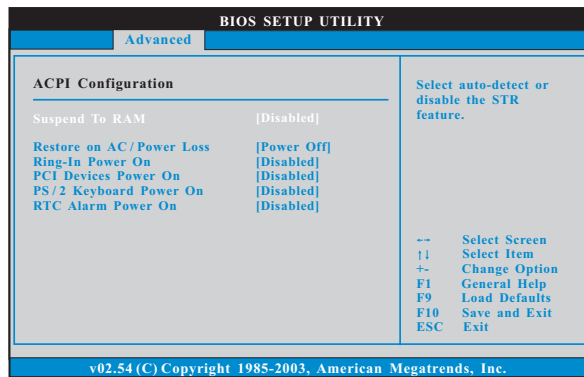 BIOS SETUP UTILITY
Advanced
ACPI Configuration
Suspend To RAM [Disabled]
Restore on AC / Power Loss [Power Off]
Ring-In Power On [Disabled]
PCI Devices Power On [Disabled]
PS / 2 Keyboard Power On [Disabled]
RTC Alarm Power On [Disabled]
Select auto-detect or
disable the STR
feature.
←→ Select Screen
↑↓ Select Item
+- Change Option
F1 General Help
F9 Load Defaults
F10 Save and Exit
ESC Exit
v02.54 (C) Copyright 1985-2003, American Megatrends, Inc.